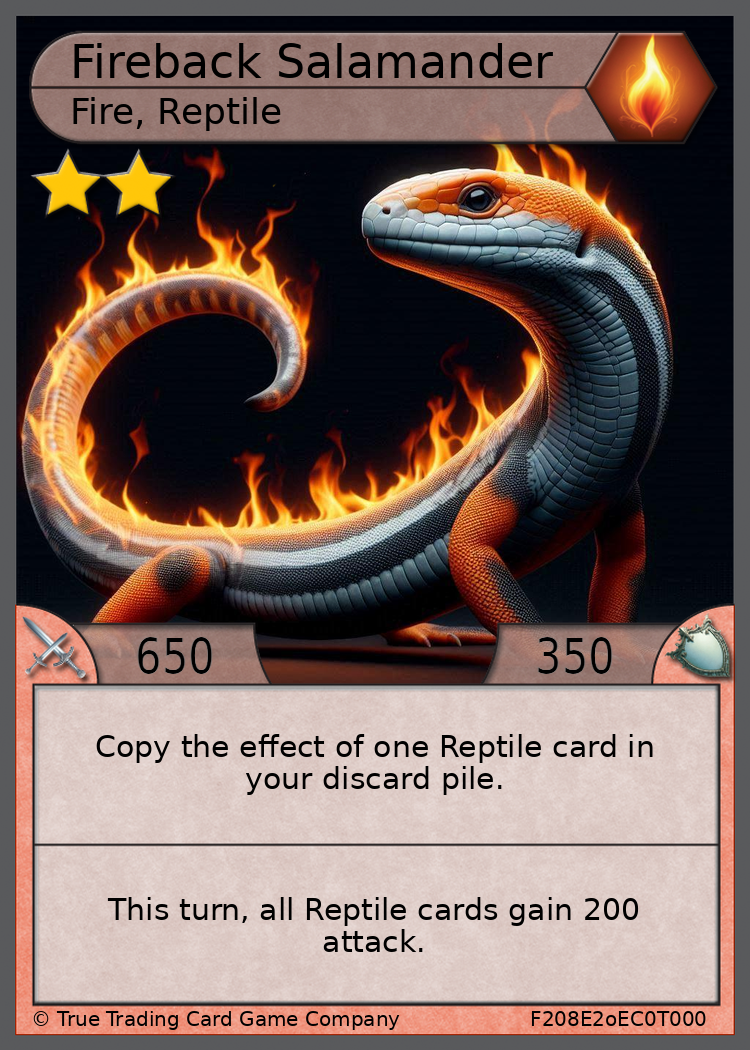 Fireback Salamander
Fire, Reptile
650
350
Copy the effect of one Reptile card in
your discard pile.
This turn, all Reptile cards gain 200
attack.
© True Trading Card Game Company
F208E2oEC0T000